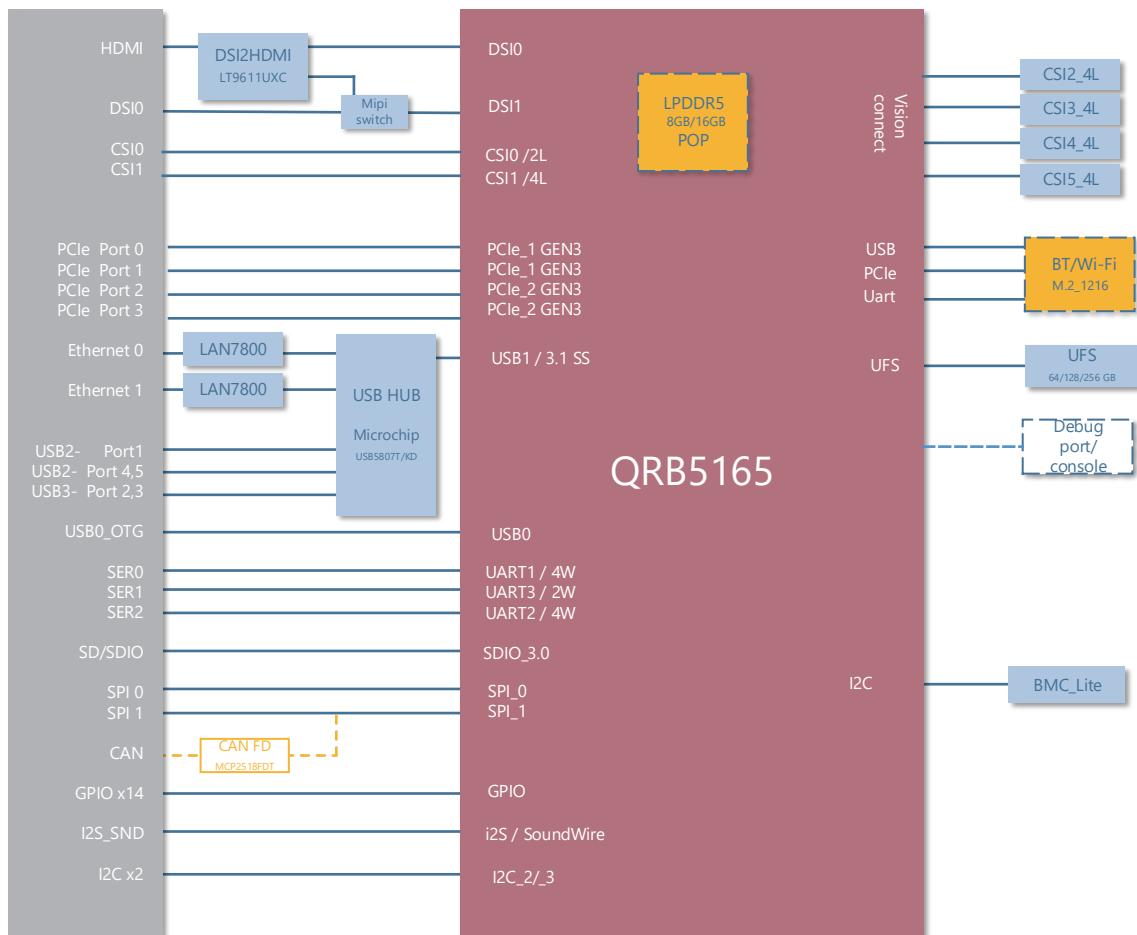 HDMI
DSI0
CSI0
CSI1
PCIe Port 0
PCIe Port 1
PCIe Port 2
PCIe Port 3
Ethernet 0
Ethernet 1
USB2- Port1
USB2- Port 4,5
USB3- Port 2,3
USB0_OTG
SER0
SER1
SER2
SD/SDIO
SPI 0
SPI 1
CAN
GPIO x14
I2S_SND
I2C x2
DSI2HDMI
LT9611UXC
Mipi
switch
LAN7800
LAN7800
USB HUB
Microchip
USB5807T/KD
CAN FD
MCP2518FDT
DSI0
DSI1
CSI0 /2L
CSI1 /4L
PCIe_1 GEN3
PCIe_1 GEN3
PCIe_2 GEN3
PCIe_2 GEN3
USB1 / 3.1 SS
USB0
UART1 / 4W
UART3 / 2W
UART2 / 4W
SDIO_3.0
SPI_0
SPI_1
GPIO
i2S / SoundWire
I2C_2/_3
LPDDR5
8GB/16GB
POP
QRB5165
Vision
connect
USB
PCIe
Uart
UFS
I2C
CSI2_4L
CSI3_4L
CSI4_4L
CSI5_4L
BT/Wi-Fi
M.2_1216
UFS
64/128/256 GB
Debug
port/
console
BMC_Lite